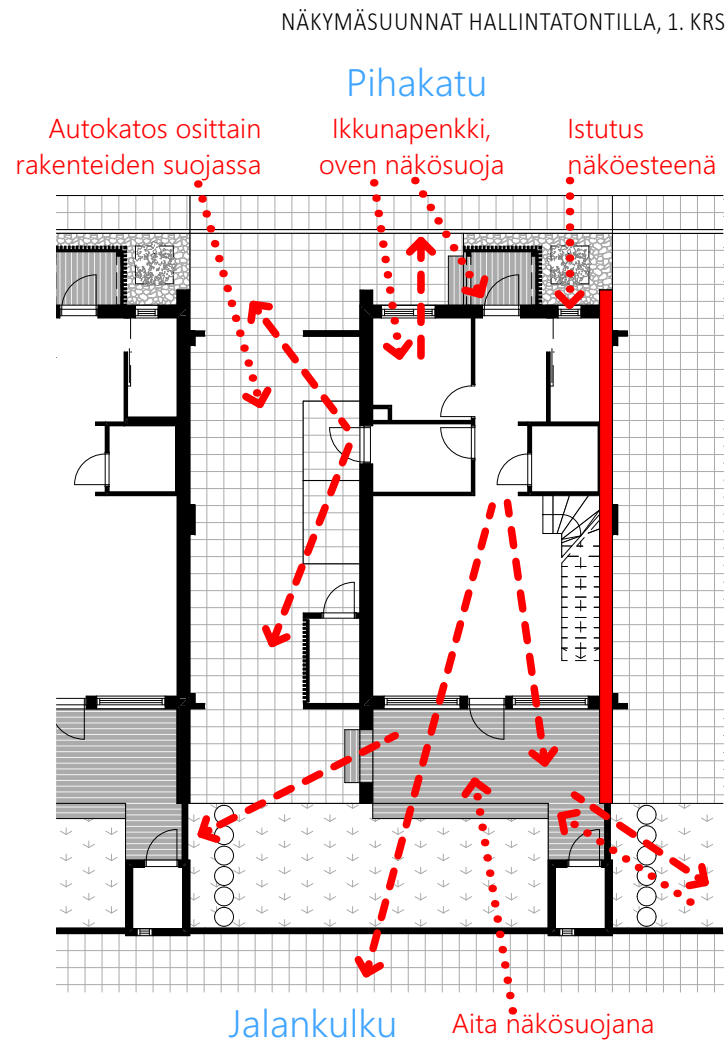 NÄKYMÄSUUNNAT HALLINTATONTILLA, 1. KRS
Pihakatu
Autokatos osittain
rakenteiden suojassa
Ikkunapenkki,
oven näkösuoja
Istutus
näköesteenä
Jalankulku
Aita näkösuojana